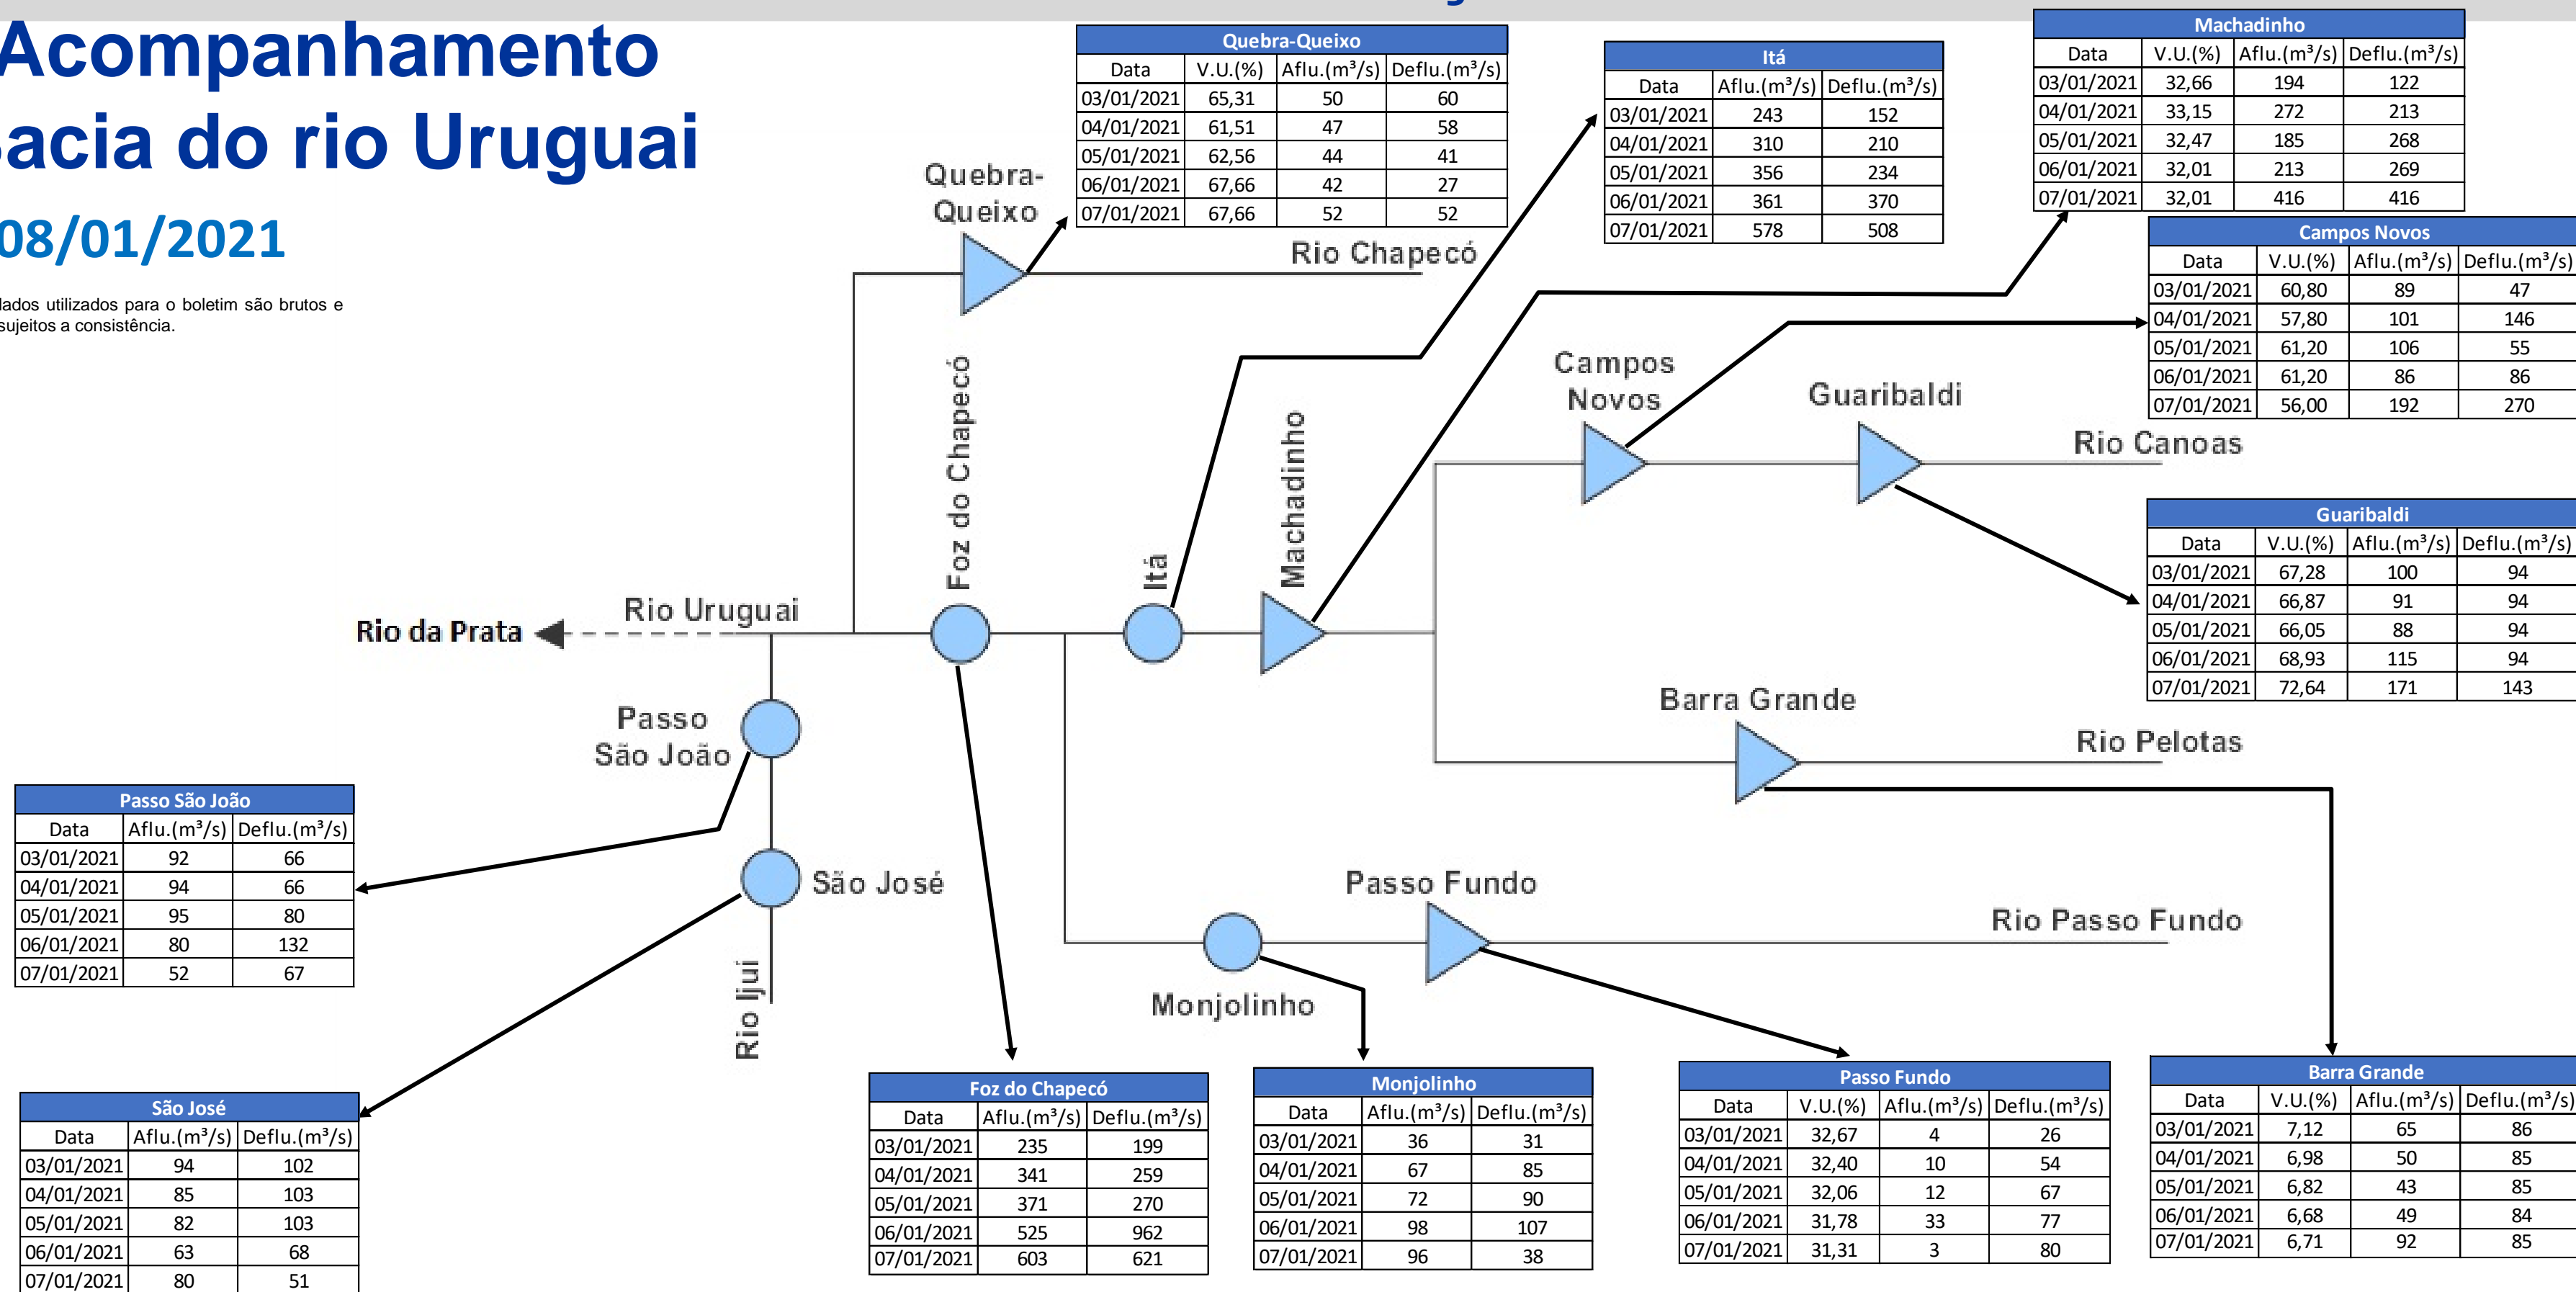 Acompanhamento
Bacia do rio Uruguai
08/01/2021
dados utilizados para o boletim são brutos e
sujeitos a consistência.
Quebra-Queixo
Data V.U.(%) Aflu.(m³/s) Deflu.(m³/s)
03/01/2021 65,31 50 60
04/01/2021 61,51 47 58
05/01/2021 62,56 44 41
06/01/2021 67,66 42 27
07/01/2021 67,66 52 52
Itá
Data Aflu.(m³/s) Deflu.(m³/s)
03/01/2021 243 152
04/01/2021 310 210
05/01/2021 356 234
06/01/2021 361 370
07/01/2021 578 508
Machadinho
Data V.U.(%) Aflu.(m³/s) Deflu.(m³/s)
03/01/2021 32,66 194 122
04/01/2021 33,15 272 213
05/01/2021 32,47 185 268
06/01/2021 32,01 213 269
07/01/2021 32,01 416 416
Campos Novos
Data V.U.(%) Aflu.(m³/s) Deflu.(m³/s)
03/01/2021 60,80 89 47
04/01/2021 57,80 101 146
05/01/2021 61,20 106 55
06/01/2021 61,20 86 86
07/01/2021 56,00 192 270
Quebra-
Queixo
Rio Chapecó
Foz do Chapecó
Itá
Machadinho
Campos
Novos
Guaribaldi
Rio Canoas
Guaribaldi
Data V.U.(%) Aflu.(m³/s) Deflu.(m³/s)
03/01/2021 67,28 100 94
04/01/2021 66,87 91 94
05/01/2021 66,05 88 94
06/01/2021 68,93 115 94
07/01/2021 72,64 171 143
Rio da Prata
Rio Uruguai
Passo
São João
São José
Rio Ijui
Barra Grande
Rio Pelotas
Passo Fundo
Rio Passo Fundo
Monjolinho
Passo São João
Data Aflu.(m³/s) Deflu.(m³/s)
03/01/2021 92 66
04/01/2021 94 66
05/01/2021 95 80
06/01/2021 80 132
07/01/2021 52 67
São José
Data Aflu.(m³/s) Deflu.(m³/s)
03/01/2021 94 102
04/01/2021 85 103
05/01/2021 82 103
06/01/2021 63 68
07/01/2021 80 51
Foz do Chapecó
Data Aflu.(m³/s) Deflu.(m³/s)
03/01/2021 235 199
04/01/2021 341 259
05/01/2021 371 270
06/01/2021 525 962
07/01/2021 603 621
Monjolinho
Data Aflu.(m³/s) Deflu.(m³/s)
03/01/2021 36 31
04/01/2021 67 85
05/01/2021 72 90
06/01/2021 98 107
07/01/2021 96 38
Passo Fundo
Data V.U.(%) Aflu.(m³/s) Deflu.(m³/s)
03/01/2021 32,67 4 26
04/01/2021 32,40 10 54
05/01/2021 32,06 12 67
06/01/2021 31,78 33 77
07/01/2021 31,31 3 80
Barra Grande
Data V.U.(%) Aflu.(m³/s) Deflu.(m³/s)
03/01/2021 7,12 65 86
04/01/2021 6,98 50 85
05/01/2021 6,82 43 85
06/01/2021 6,68 49 84
07/01/2021 6,71 92 85